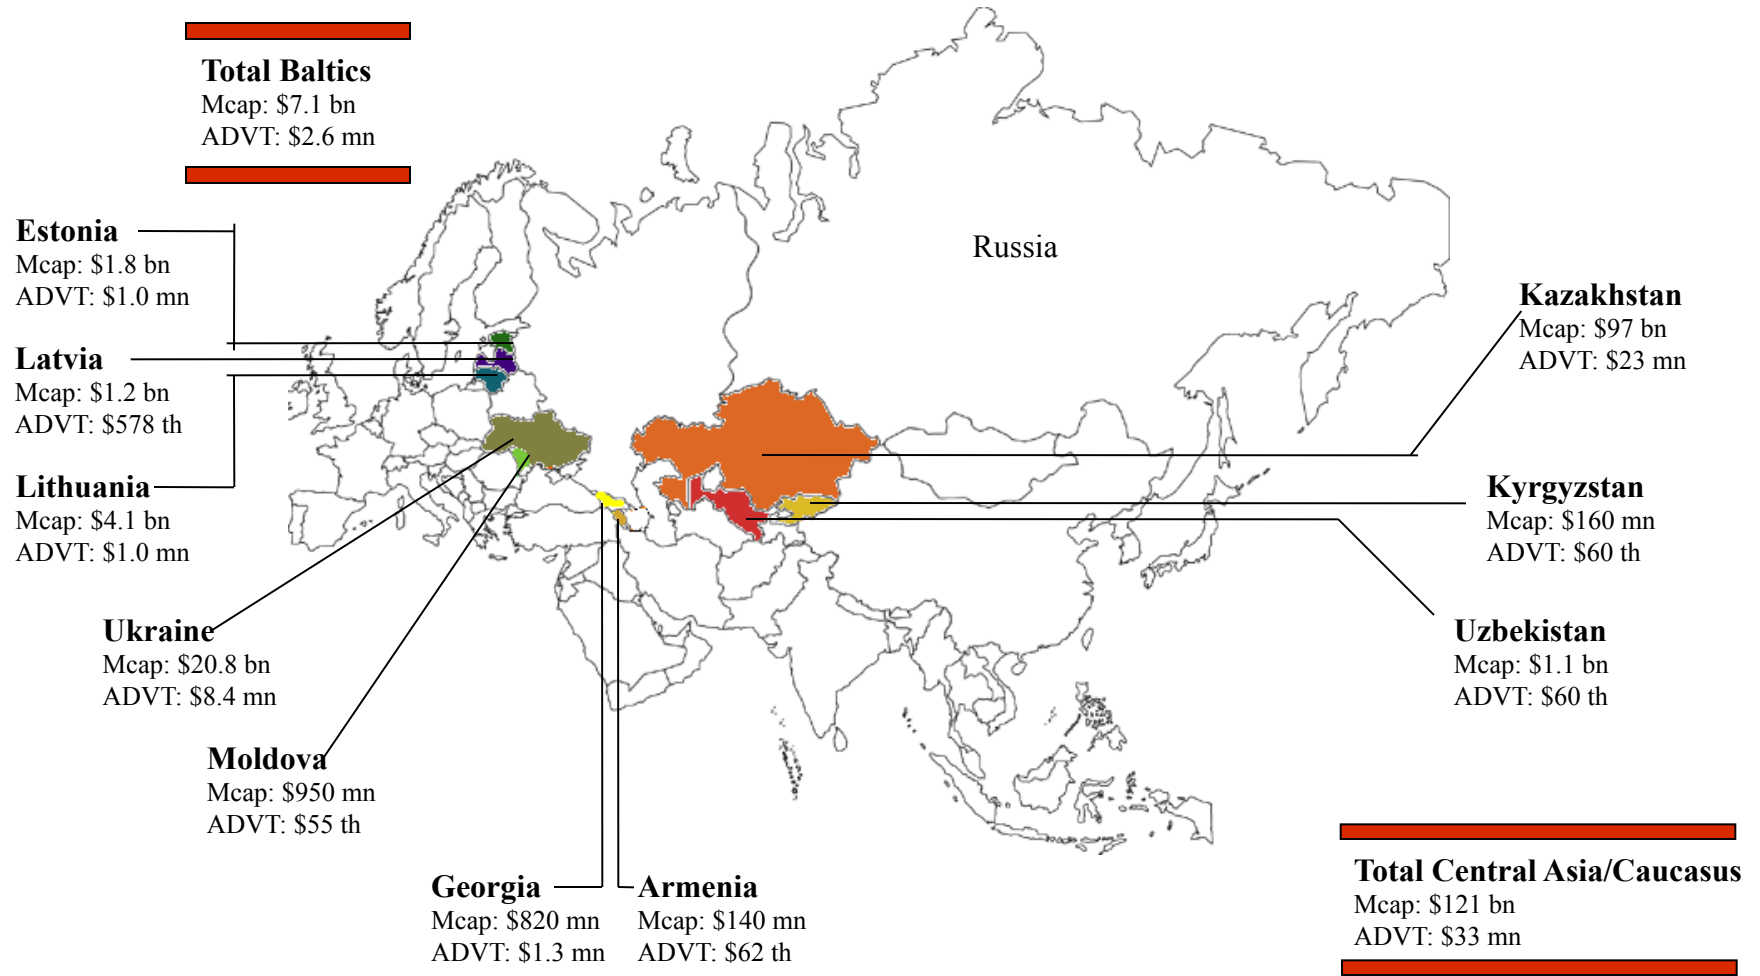 Total Baltics
Mcap: $7.1 bn
ADVT: $2.6 mn
Estonia
Mcap: $1.8 bn
ADVT: $1.0 mn
Latvia
Mcap: $1.2 bn
ADVT: $578 th
Lithuania
Mcap: $4.1 bn
ADVT: $1.0 mn
Ukraine
Mcap: $20.8 bn
ADVT: $8.4 mn
Moldova
Mcap: $950 mn
ADVT: $55 th
Georgia
Mcap: $820 mn
ADVT: $1.3 mn
Armenia
Mcap: $140 mn
ADVT: $62 th
Russia
Kazakhstan
Mcap: $97 bn
ADVT: $23 mn
Kyrgyzstan
Mcap: $160 mn
ADVT: $60 th
Uzbekistan
Mcap: $1.1 bn
ADVT: $60 th
Total Central Asia/Caucasus
Mcap: $121 bn
ADVT: $33 mn